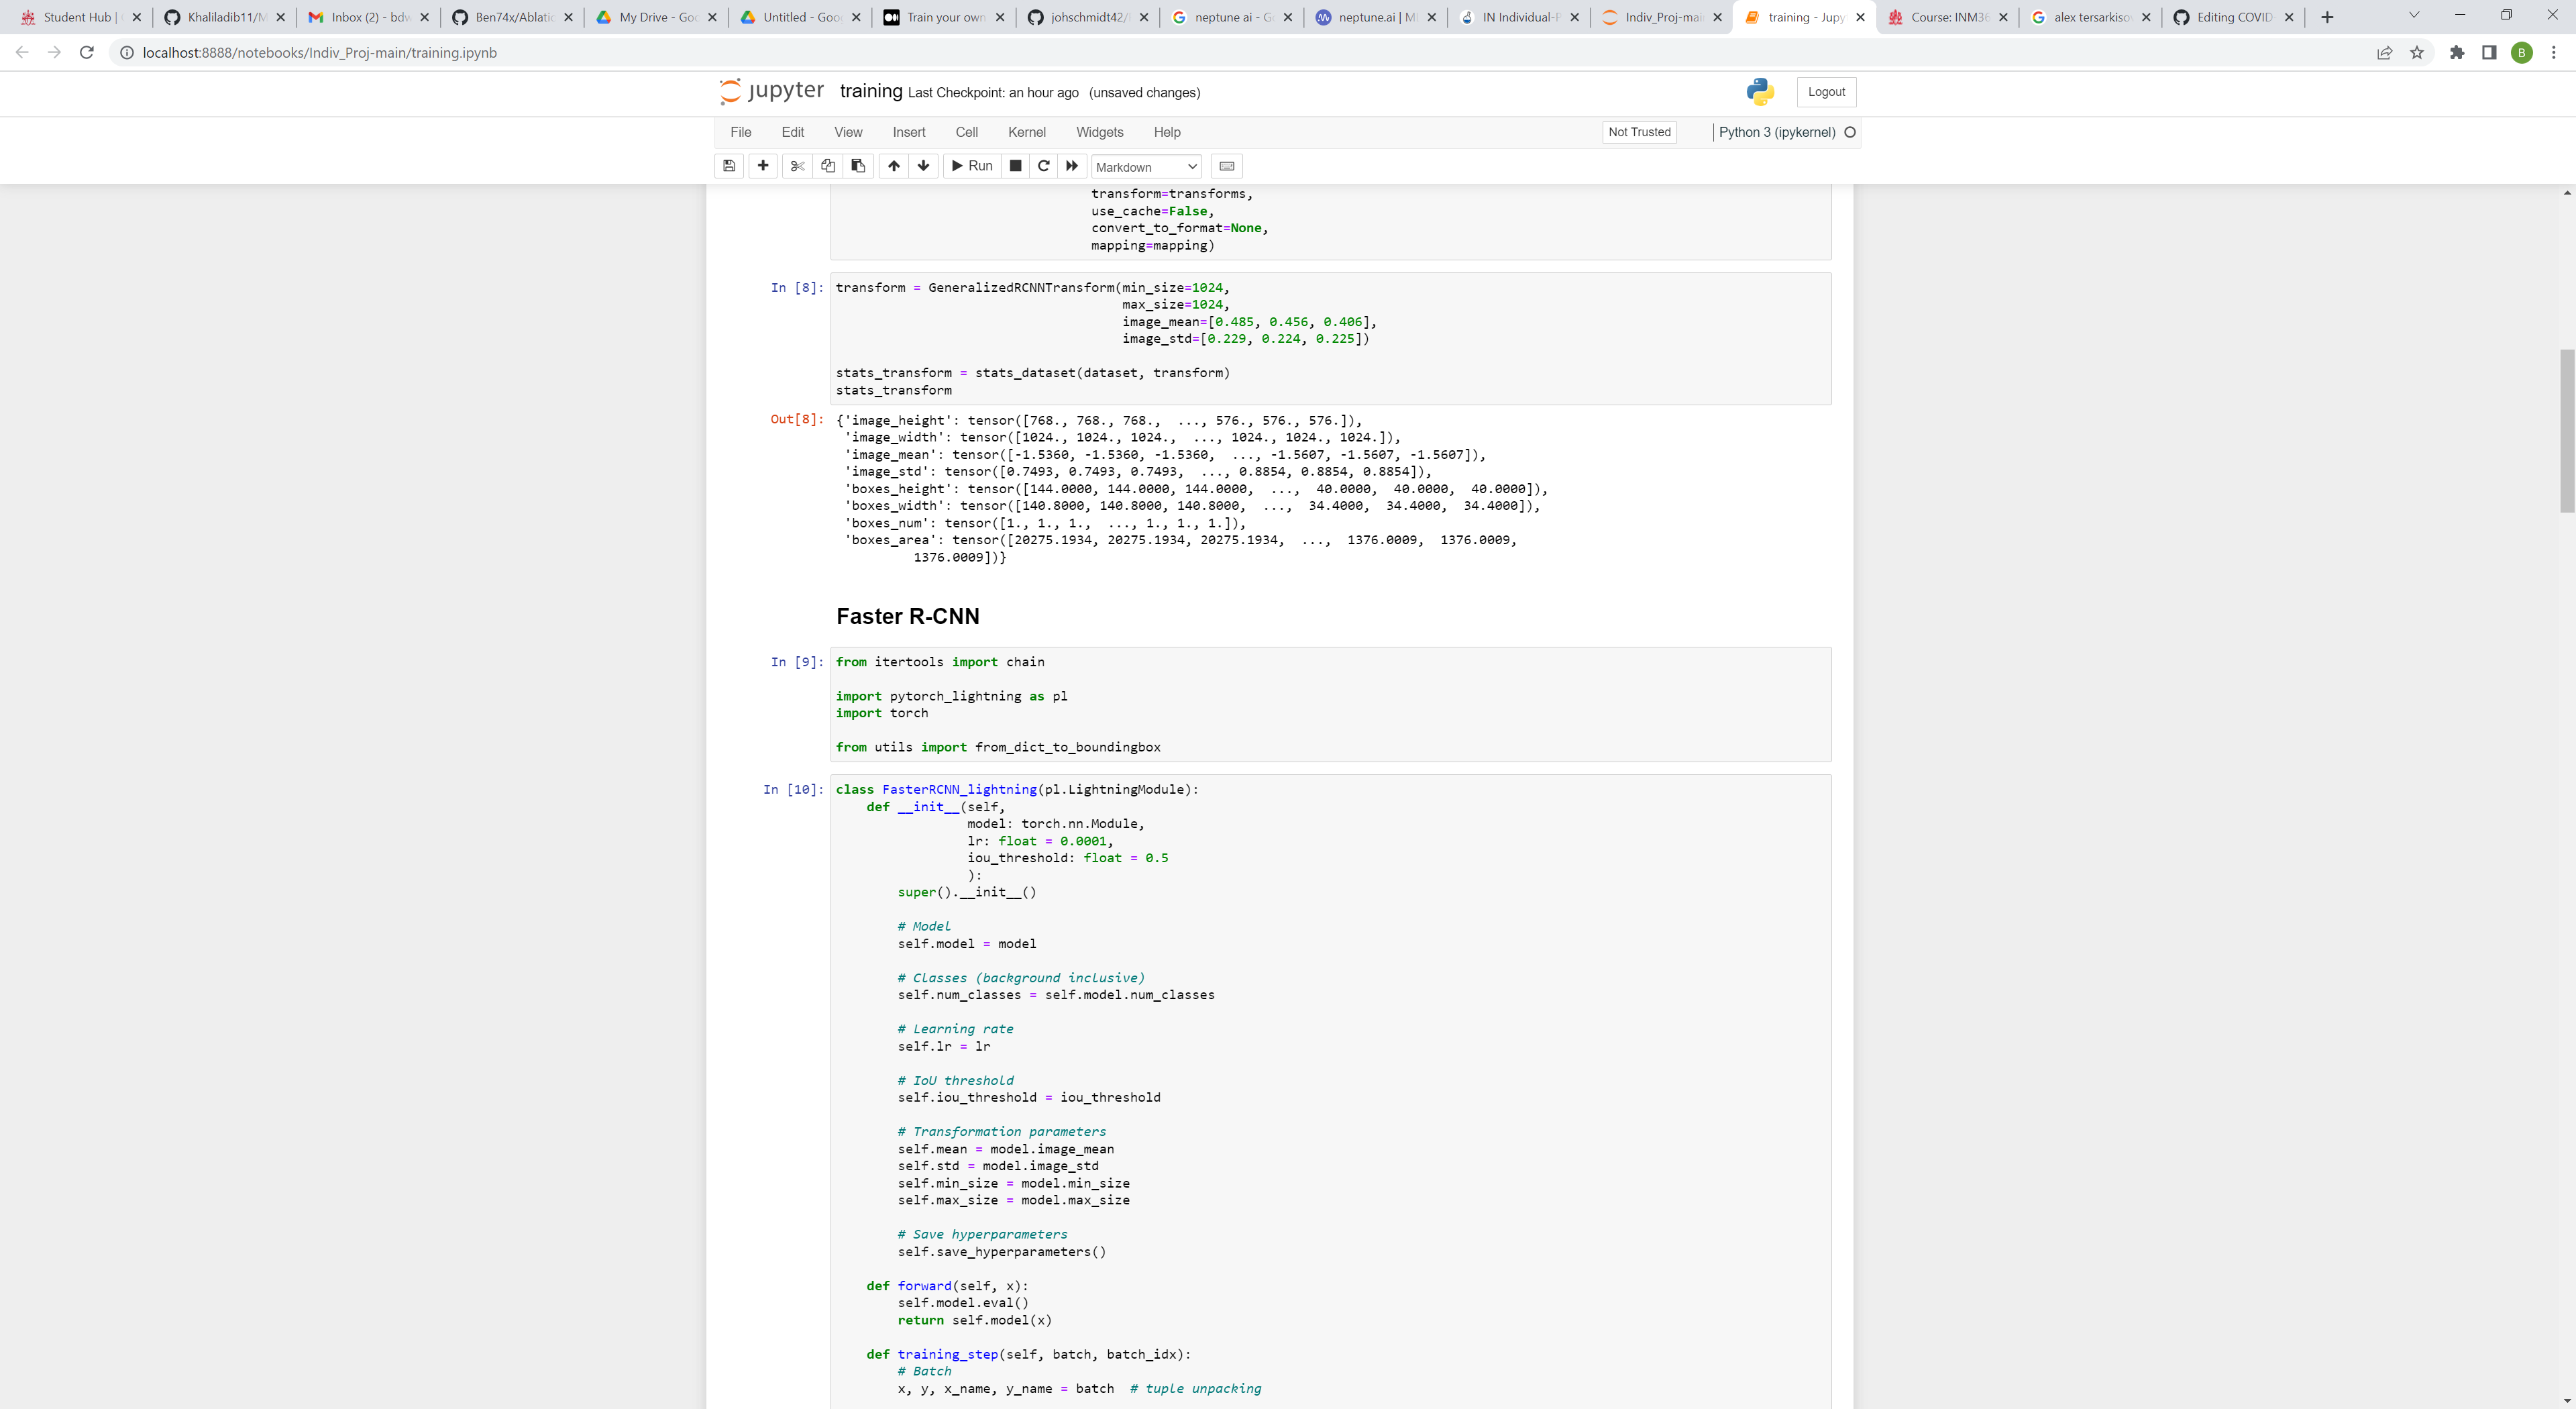 Student Hub |
Khaliladib11/M
Inbox (2) - bdw
Ben74x/Ablatic
My Drive - Goo
Untitled - Goo
Train your own
johschmidt42/
neptune ai - G
neptune.ai | M
IN Individual-P
Indiv_Proj-mai
training - Jupy
Course: INM36
alex tersarkiso
Editing COVID
localhost:8888/notebooks/Indiv_Proj-main/training.ipynb
B
jupyter training Last Checkpoint: an hour ago (unsaved changes)
Logout
File Edit View Insert Cell Kernel Widgets Help
Not Trusted
Python 3 (ipykernel)
Run
Markdown
transform=transforms,
use_cache=False,
convert_to_format=None,
mapping=mapping)
In [8]: transform = GeneralizedRCNNTransform(min_size=1024,
max_size=1024,
image_mean=[0.485, 0.456, 0.406],
image_std=[0.229, 0.224, 0.225])
stats_transform = stats_dataset(dataset, transform)
stats_transform
Out[8]: {'image_height': tensor([768., 768., 768., ..., 576., 576., 576.]),
'image_width': tensor([1024., 1024., 1024., ..., 1024., 1024., 1024.]),
'image_mean': tensor([-1.5360, -1.5360, -1.5360, ..., -1.5607, -1.5607, -1.5607]),
'image_std': tensor([0.7493, 0.7493, 0.7493, ..., 0.8854, 0.8854, 0.8854]),
'boxes_height': tensor([144.0000, 144.0000, 144.0000, ..., 40.0000, 40.0000, 40.0000]),
'boxes_width': tensor([140.8000, 140.8000, 140.8000, ..., 34.4000, 34.4000, 34.4000]),
'boxes_num': tensor([1., 1., 1., ..., 1., 1., 1.]),
'boxes_area': tensor([20275.1934, 20275.1934, 20275.1934, ..., 1376.0009, 1376.0009,
1376.0009])}
Faster R-CNN
In [9]: from itertools import chain
import pytorch_lightning as pl
import torch
from utils import from_dict_to_boundingbox
In [10]: class FasterRCNN_lightning(pl.LightningModule):
def __init__(self,
model: torch.nn.Module,
lr: float = 0.0001,
iou_threshold: float = 0.5
):
super().__init__()
# Model
self.model = model
# Classes (background inclusive)
self.num_classes = self.model.num_classes
# Learning rate
self.lr = lr
# IoU threshold
self.iou_threshold = iou_threshold
# Transformation parameters
self.mean = model.image_mean
self.std = model.image_std
self.min_size = model.min_size
self.max_size = model.max_size
# Save hyperparameters
self.save_hyperparameters()
def forward(self, x):
self.model.eval()
return self.model(x)
def training_step(self, batch, batch_idx):
# Batch
x, y, x_name, y_name = batch # tuple unpacking